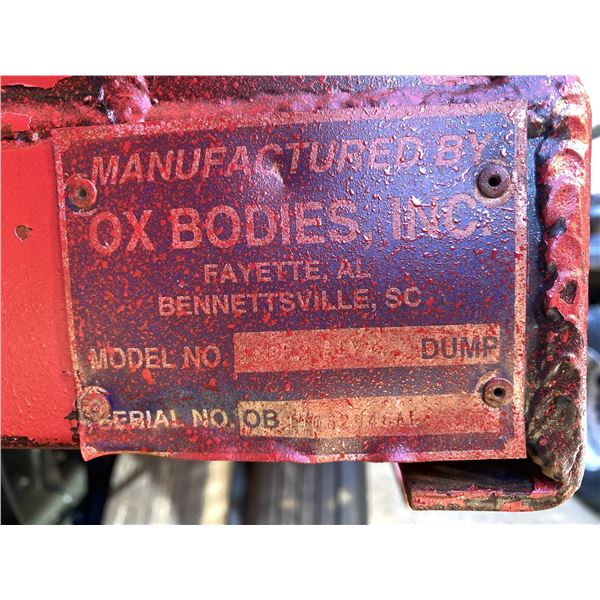 MANUFACTURED BY
OX BODIES, INC.
FAYETTE, AL
BENNETTSVILLE, SC
MODEL NO. DUMP
SERIAL NO. OB